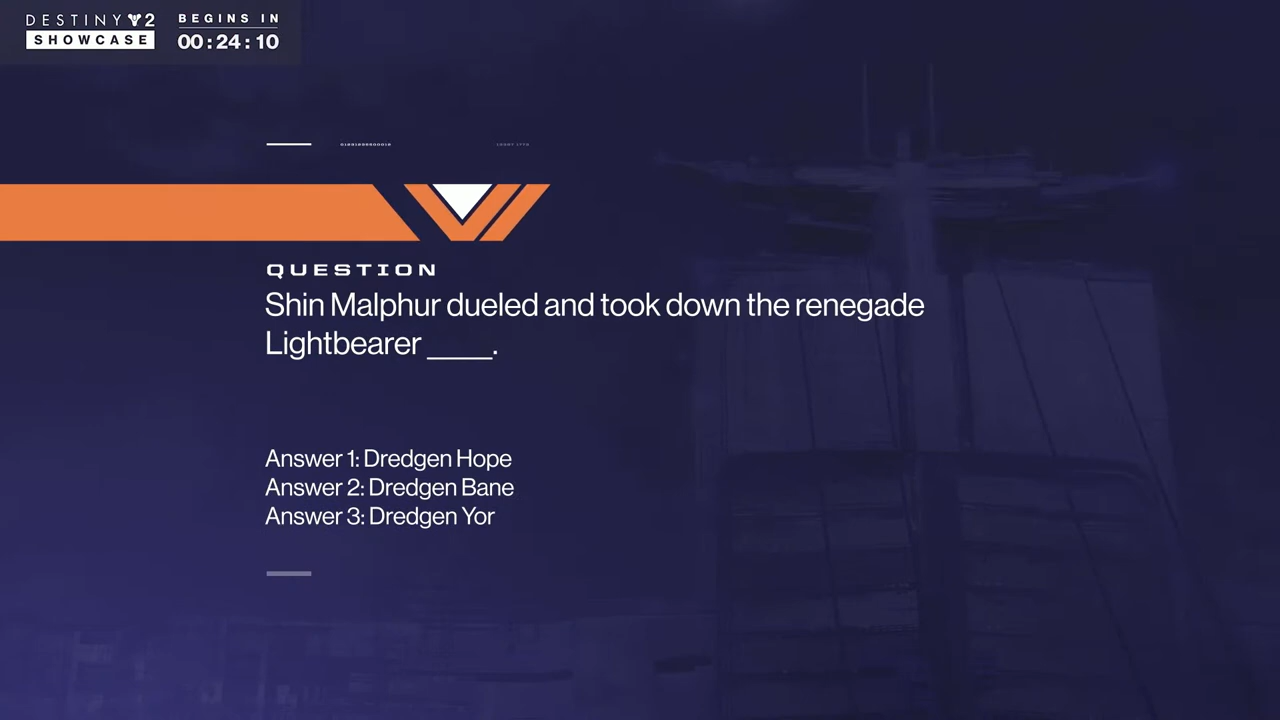 DESTINY 2
SHOWCASE
BEGINS IN
00:24:10
QUESTION
Shin Malphur dueled and took down the renegade
Lightbearer _____.
Answer 1: Dredgen Hope
Answer 2: Dredgen Bane
Answer 3: Dredgen Yor